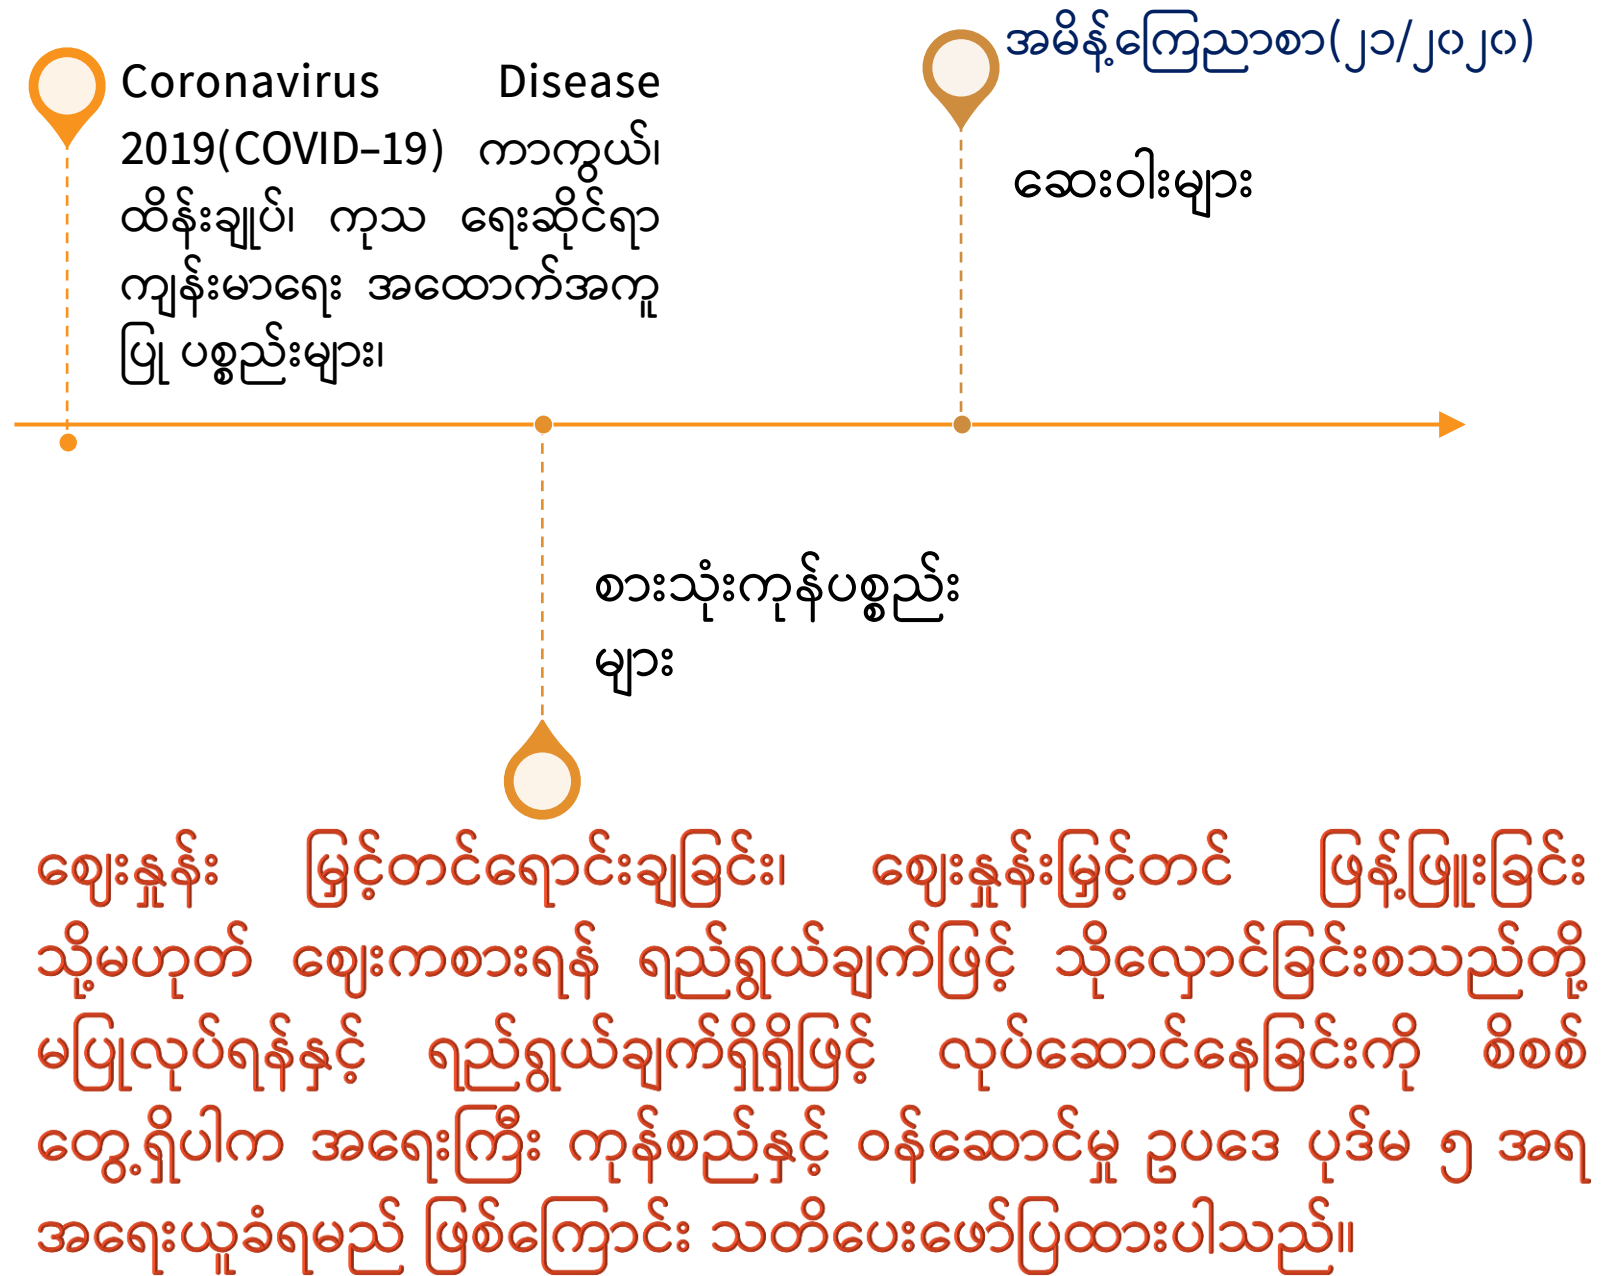 အမိန့်ကြေညာစာ(၂၁/၂၀၂၀)
Coronavirus Disease
2019(COVID–19) ကာကွယ်၊
ထိန်းချုပ်၊ ကုသ ရေးဆိုင်ရာ
ကျန်းမာရေး အထောက်အကူ
ပြု ပစ္စည်းများ၊
ဆေးဝါးများ
စားသုံးကုန်ပစ္စည်း
များ
ဈေးနှုန်း မြှင့်တင်ရောင်းချခြင်း၊ ဈေးနှုန်းမြှင့်တင် ဖြန့်ဖြူးခြင်း
သို့မဟုတ် ဈေးကစားရန် ရည်ရွယ်ချက်ဖြင့် သိုလှောင်ခြင်းစသည်တို့
မပြုလုပ်ရန်နှင့် ရည်ရွယ်ချက်ရှိရှိဖြင့် လုပ်ဆောင်နေခြင်းကို စိစစ်
တွေ့ရှိပါက အရေးကြီး ကုန်စည်နှင့် ဝန်ဆောင်မှု ဥပဒေ ပုဒ်မ ၅ အရ
အရေးယူခံရမည် ဖြစ်ကြောင်း သတိပေးဖော်ပြထားပါသည်။